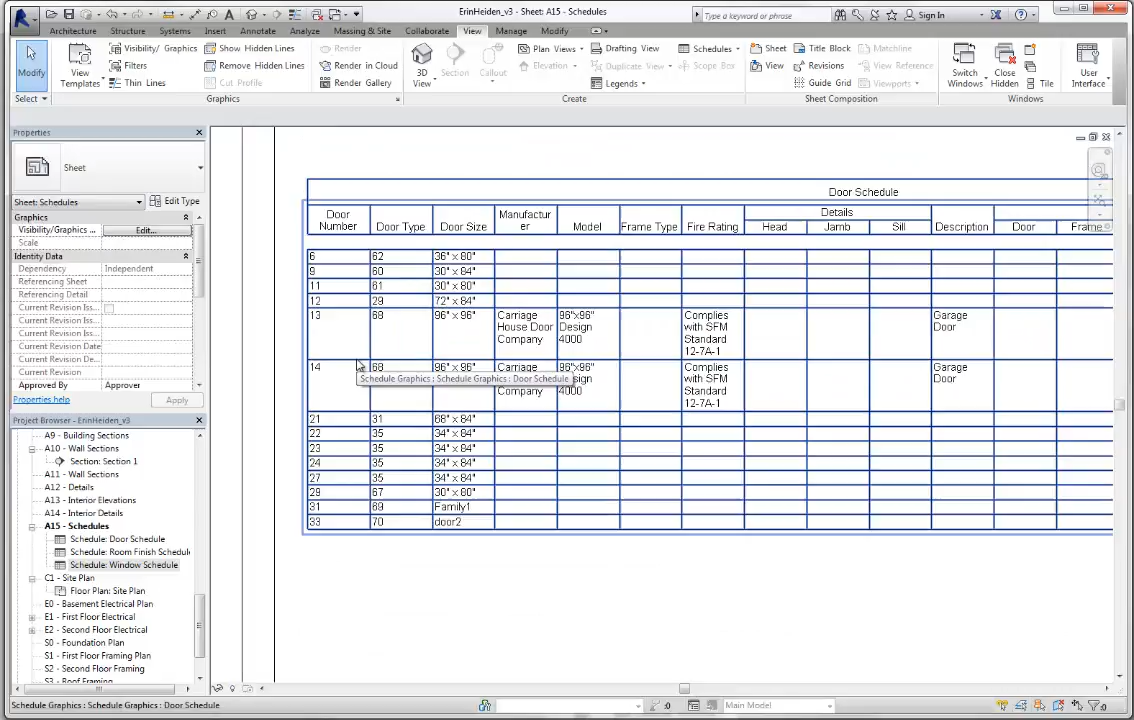 ErinHeiden_v3 - Sheet: A15 - Schedules
Type a keyword or phrase
Sign In
Architecture Structure Systems Insert Annotate Analyze Massing & Site Collaborate View Manage Modify
Modify
Select
View Templates
Visibility/ Graphics
Filters
Thin Lines
Show Hidden Lines
Remove Hidden Lines
Cut Profile
Render
Render in Cloud
Render Gallery
Graphics
3D View
Section
Callout
Plan Views
Elevation
Drafting View
Duplicate View
Legends
Schedules
Scope Box
Create
Sheet
View
Title Block
Revisions
Guide Grid
Matchline
View Reference
Viewports
Sheet Composition
Switch Windows
Close Hidden
Tile
Windows
User Interface
Properties
Sheet
Sheet: Schedules
Edit Type
Graphics
Visibility/Graphics ... Edit...
Scale
Identity Data
Dependency Independent
Referencing Sheet
Referencing Detail
Current Revision Iss...
Current Revision Iss...
Current Revision Iss...
Current Revision Date
Current Revision De...
Current Revision
Approved By Approver
Properties help
Apply
Project Browser - ErinHeiden_v3
A9 - Building Sections
A10 - Wall Sections
Section: Section 1
A11 - Wall Sections
A12 - Details
A13 - Interior Elevations
A14 - Interior Details
A15 - Schedules
Schedule: Door Schedule
Schedule: Room Finish Schedule
Schedule: Window Schedule
C1 - Site Plan
Floor Plan: Site Plan
E0 - Basement Electrical Plan
E1 - First Floor Electrical
E2 - Second Floor Electrical
S0 - Foundation Plan
S1 - First Floor Framing Plan
S2 - Second Floor Framing
S3 - Roof Framing
Door Schedule
Door Number
Door Type
Door Size
Manufactur er
Model
Frame Type
Fire Rating
Details
Head
Jamb
Sill
Description
Door
Frame
6 62 36" x 80"
9 60 30" x 84"
11 61 30" x 80"
12 29 72" x 84"
13 68 96" x 96" Carriage House Door Company 96"x96" Design 4000 Complies with SFM Standard 12-7A-1 Garage Door
14 68 96" x 96" Carriage Company 96"x96" sign 4000 Complies with SFM Standard 12-7A-1 Garage Door
Schedule Graphics : Schedule Graphics : Door Schedule
21 31 68" x 84"
22 35 34" x 84"
23 35 34" x 84"
24 35 34" x 84"
27 35 34" x 84"
29 67 30" x 80"
31 69 Family1
33 70 door2
Schedule Graphics : Schedule Graphics : Door Schedule
:0
Main Model
:0